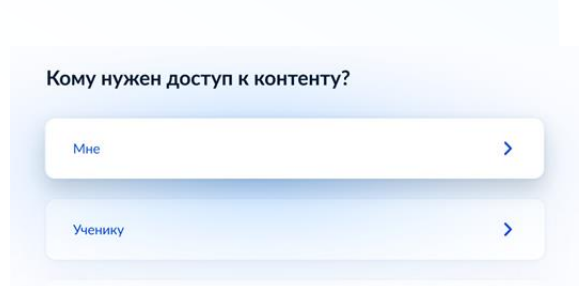 Кому нужен доступ к контенту?
Мне
Ученику